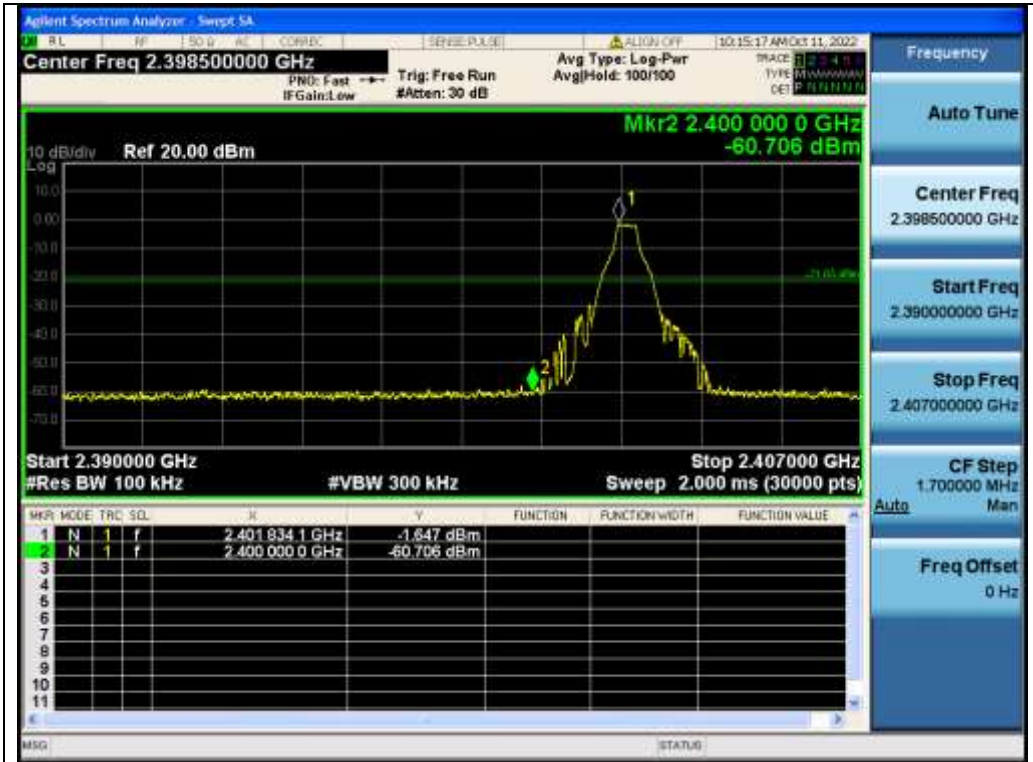 Agilent Spectrum Analyzer - Swept SA
RL RF 50 Ω AC CORREC SENSE:PULSE ALIGN OFF 10:15:17 AM Oct 11, 2022
Center Freq 2.398500000 GHz
PNO: Fast
IFGain:Low
Trig: Free Run
#Atten: 30 dB
Avg Type: Log-Pwr
Avg|Hold: 100/100
TRACE 1 2 3 4 5 6
TYPE M W W W W W
DET P N N N N N
Mkr2 2.400 000 0 GHz
-60.706 dBm
10 dB/div Ref 20.00 dBm
Log
10.0
0.00
-10.0
-20.0
-30.0
-40.0
-50.0
-60.0
-70.0
1
2
Start 2.390000 GHz Stop 2.407000 GHz
#Res BW 100 kHz #VBW 300 kHz Sweep 2.000 ms (30000 pts)
MKR MODE TRC SCL X Y FUNCTION FUNCTION WIDTH FUNCTION VALUE
1 N 1 f 2.401 834 1 GHz -1.647 dBm
2 N 1 f 2.400 000 0 GHz -60.706 dBm
3
4
5
6
7
8
9
10
11
MSG STATUS
Frequency
Auto Tune
Center Freq
2.398500000 GHz
Start Freq
2.390000000 GHz
Stop Freq
2.407000000 GHz
CF Step
1.700000 MHz
Auto Man
Freq Offset
0 Hz